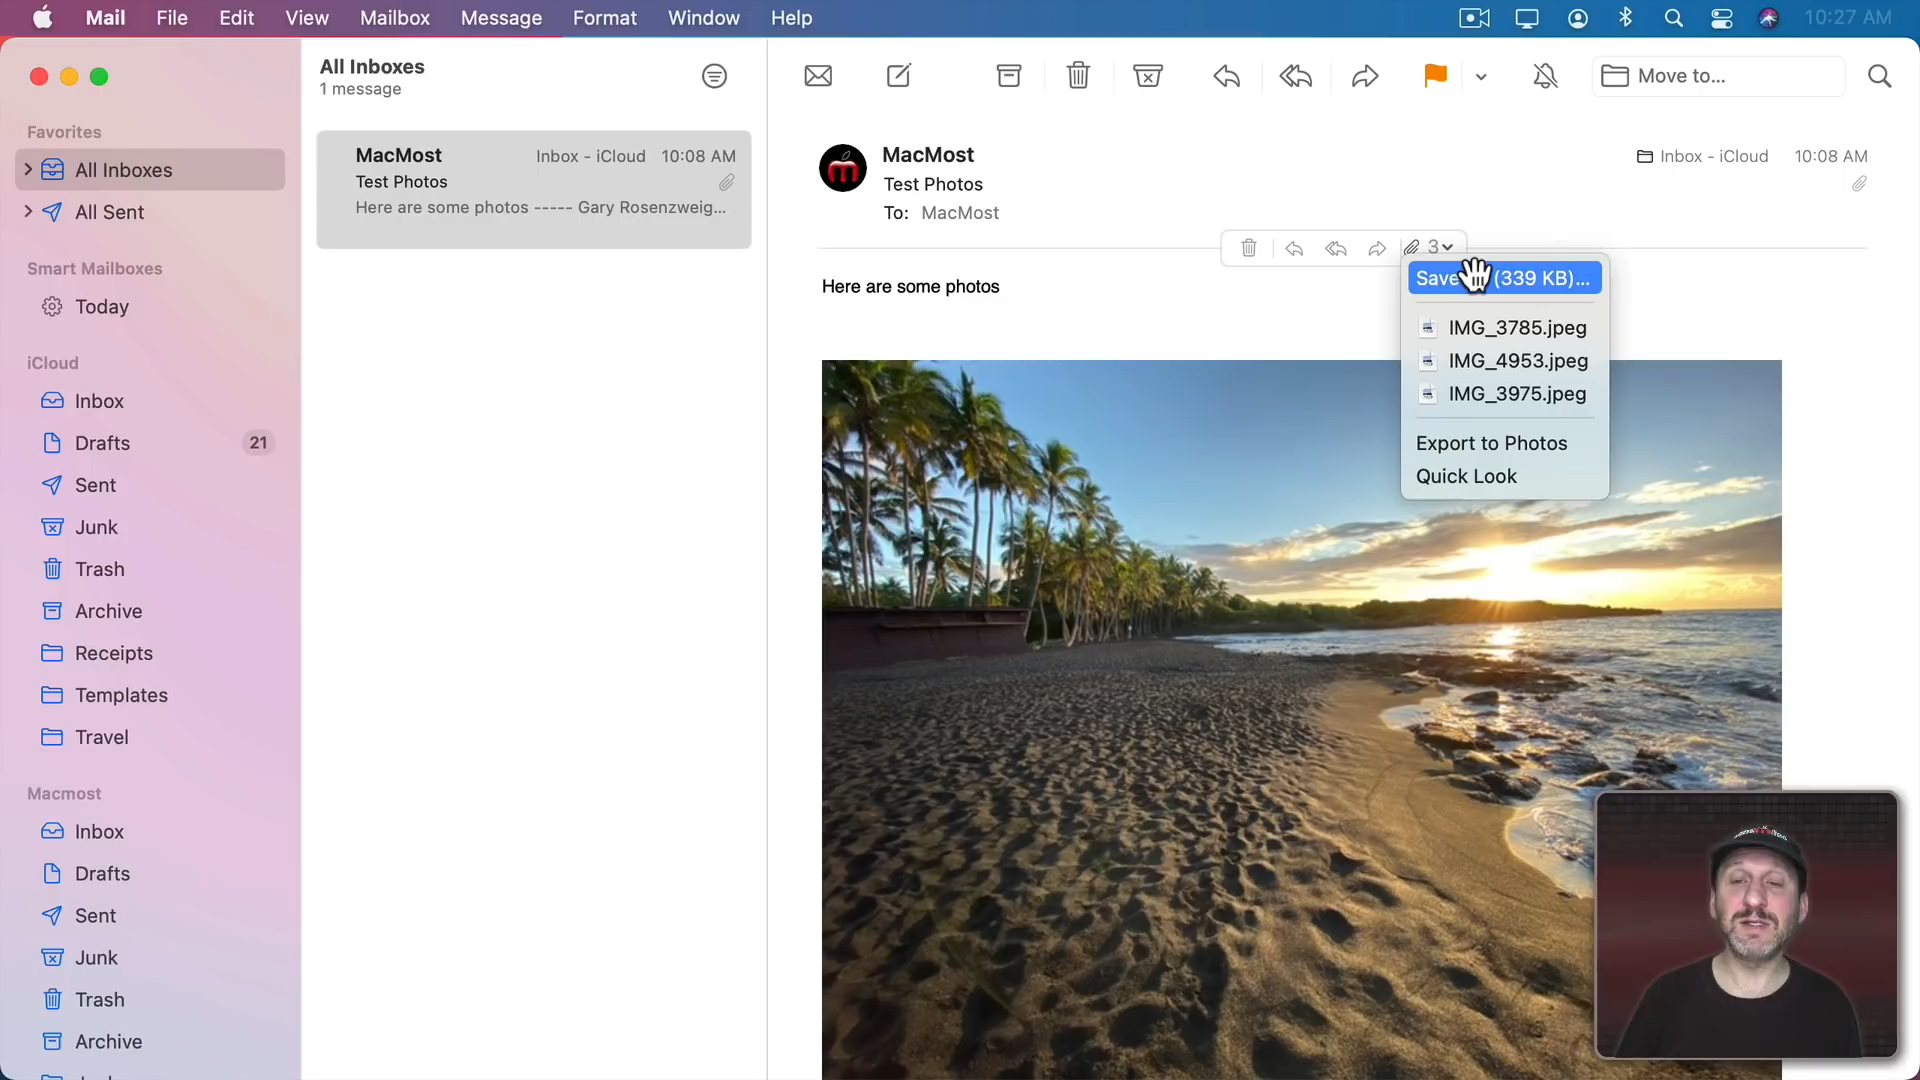 Mail File Edit View Mailbox Message Format Window Help 10:27 AM
All Inboxes
1 message
Move to...
Favorites
All Inboxes
All Sent
Smart Mailboxes
Today
iCloud
Inbox
Drafts 21
Sent
Junk
Trash
Archive
Receipts
Templates
Travel
Macmost
Inbox
Drafts
Sent
Junk
Trash
Archive
MacMost Inbox - iCloud 10:08 AM
Test Photos
Here are some photos ----- Gary Rosenzweig...
MacMost Inbox - iCloud 10:08 AM
Test Photos
To: MacMost
3
Here are some photos
Save (339 KB)...
IMG_3785.jpeg
IMG_4953.jpeg
IMG_3975.jpeg
Export to Photos
Quick Look